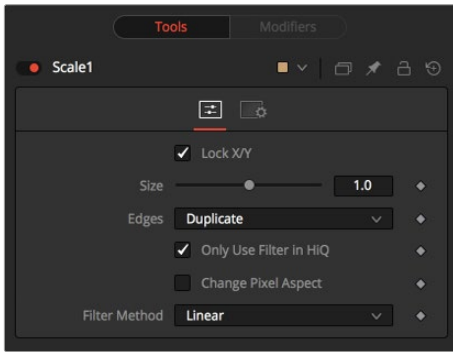 Tools Modifiers
Scale1
Lock X/Y
Size 1.0
Edges Duplicate
Only Use Filter in HiQ
Change Pixel Aspect
Filter Method Linear